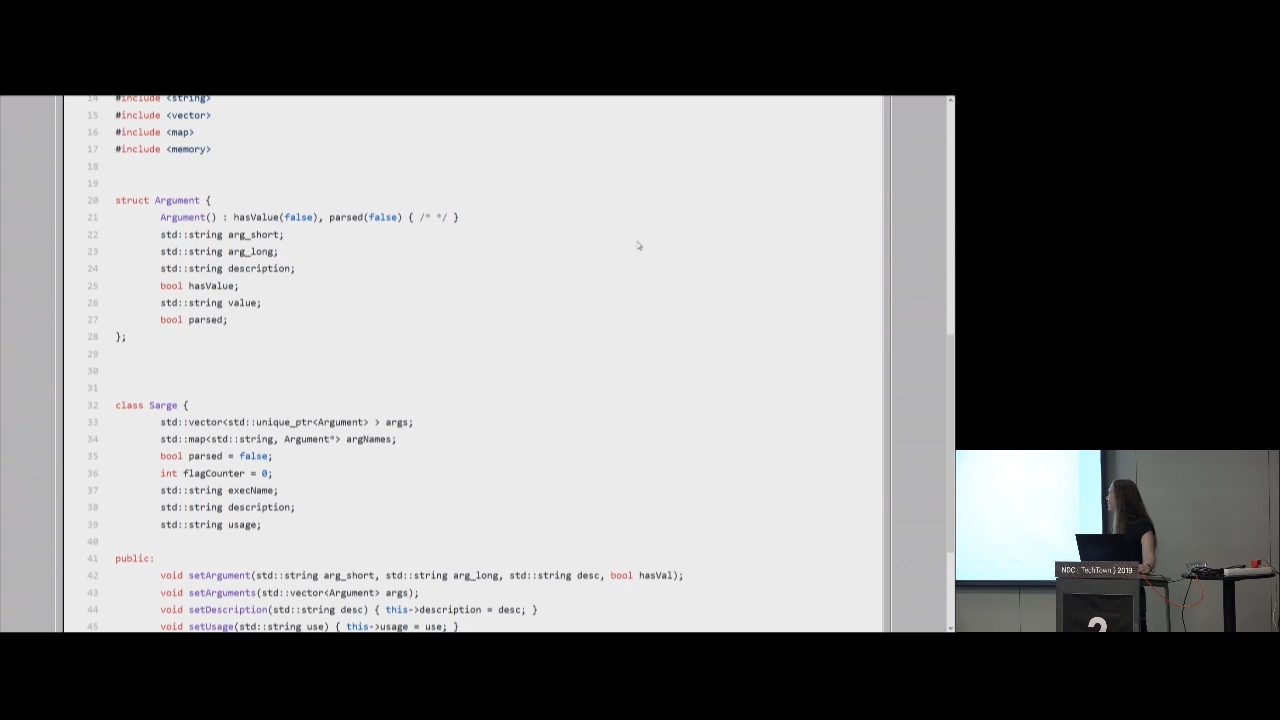 14 #include <string>
15 #include <vector>
16 #include <map>
17 #include <memory>
18
19
20 struct Argument {
21 Argument() : hasValue(false), parsed(false) { /* */ }
22 std::string arg_short;
23 std::string arg_long;
24 std::string description;
25 bool hasValue;
26 std::string value;
27 bool parsed;
28 };
29
30
31
32 class Sarge {
33 std::vector<std::unique_ptr<Argument> > args;
34 std::map<std::string, Argument*> argNames;
35 bool parsed = false;
36 int flagCounter = 0;
37 std::string execName;
38 std::string description;
39 std::string usage;
40
41 public:
42 void setArgument(std::string arg_short, std::string arg_long, std::string desc, bool hasVal);
43 void setArguments(std::vector<Argument> args);
44 void setDescription(std::string desc) { this->description = desc; }
45 void setUsage(std::string use) { this->usage = use; }
NDC { TechTown } 2019
2